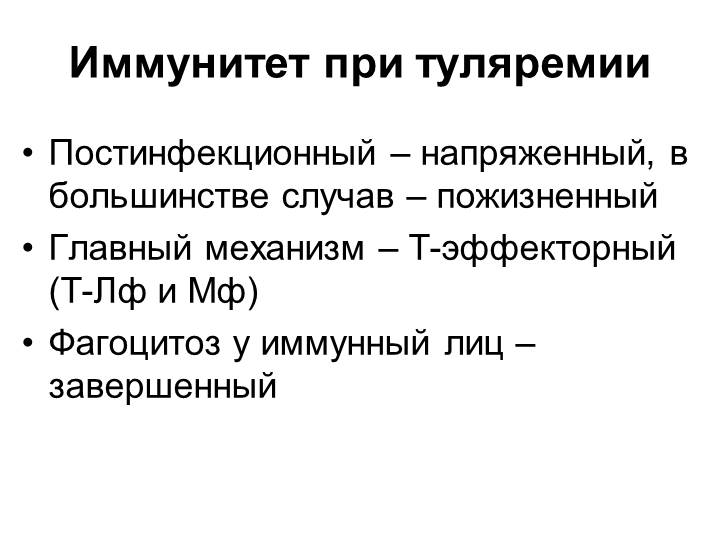 Иммунитет при туляремии
• Постинфекционный – напряженный, в
большинстве случав – пожизненный
• Главный механизм – Т-эффекторный
(Т-Лф и Мф)
• Фагоцитоз у иммунный лиц –
завершенный